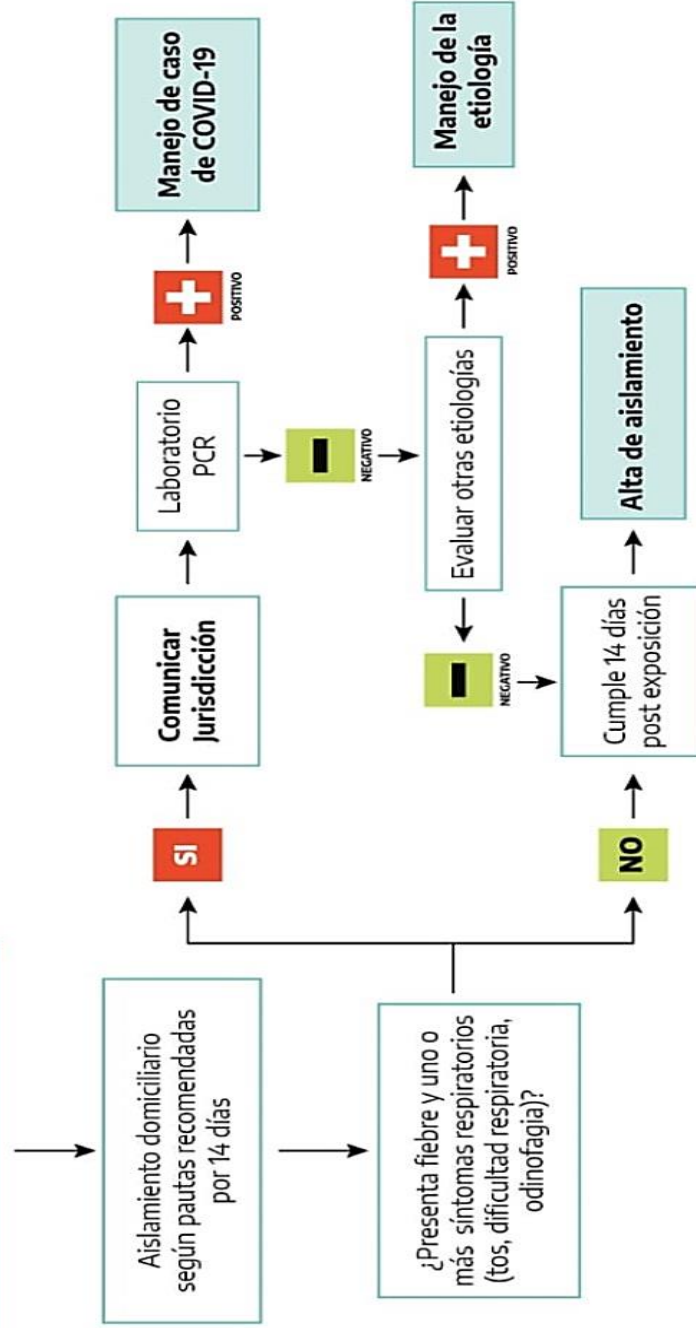 Aislamiento domiciliario
según pautas recomendadas
por 14 días
¿Presenta fiebre y uno o
más síntomas respiratorios
(tos, dificultad respiratoria,
odinofagia)?
SI
Comunicar
Jurisdicción
Laboratorio
PCR
POSITIVO
Manejo de caso
de COVID-19
NEGATIVO
Evaluar otras etiologías
POSITIVO
Manejo de la
etiología
NEGATIVO
NO
Cumple 14 días
post exposición
Alta de aislamiento